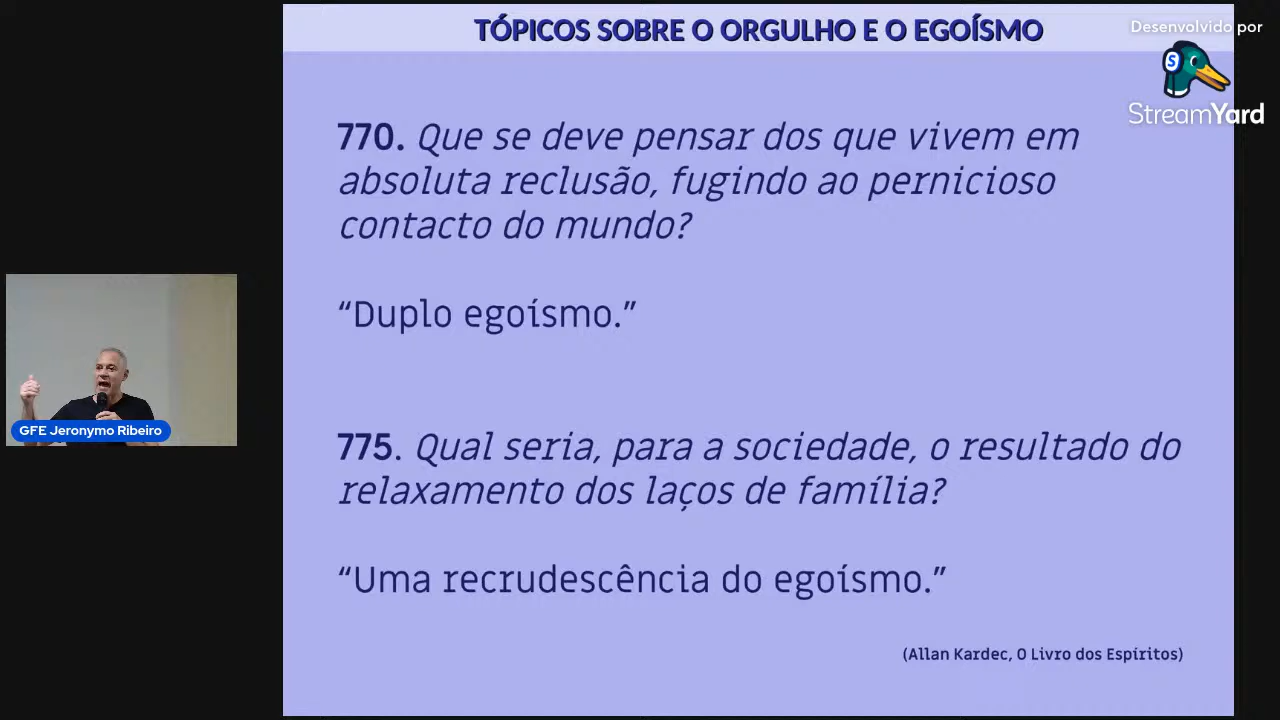 TÓPICOS SOBRE O ORGULHO E O EGOÍSMO
Desenvolvido por
S
StreamYard
770. Que se deve pensar dos que vivem em
absoluta reclusão, fugindo ao pernicioso
contacto do mundo?
“Duplo egoísmo.”
GFE Jeronymo Ribeiro
775. Qual seria, para a sociedade, o resultado do
relaxamento dos laços de família?
“Uma recrudescência do egoísmo.”
(Allan Kardec, O Livro dos Espíritos)